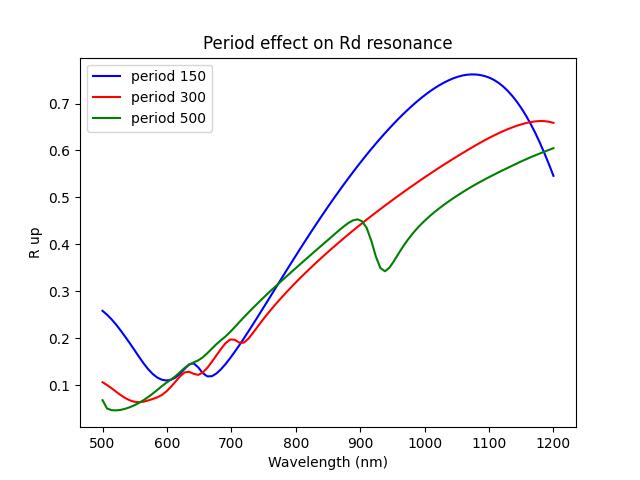 Period effect on Rd resonance
period 150
period 300
period 500
R up
0.7
0.6
0.5
0.4
0.3
0.2
0.1
500 600 700 800 900 1000 1100 1200
Wavelength (nm)